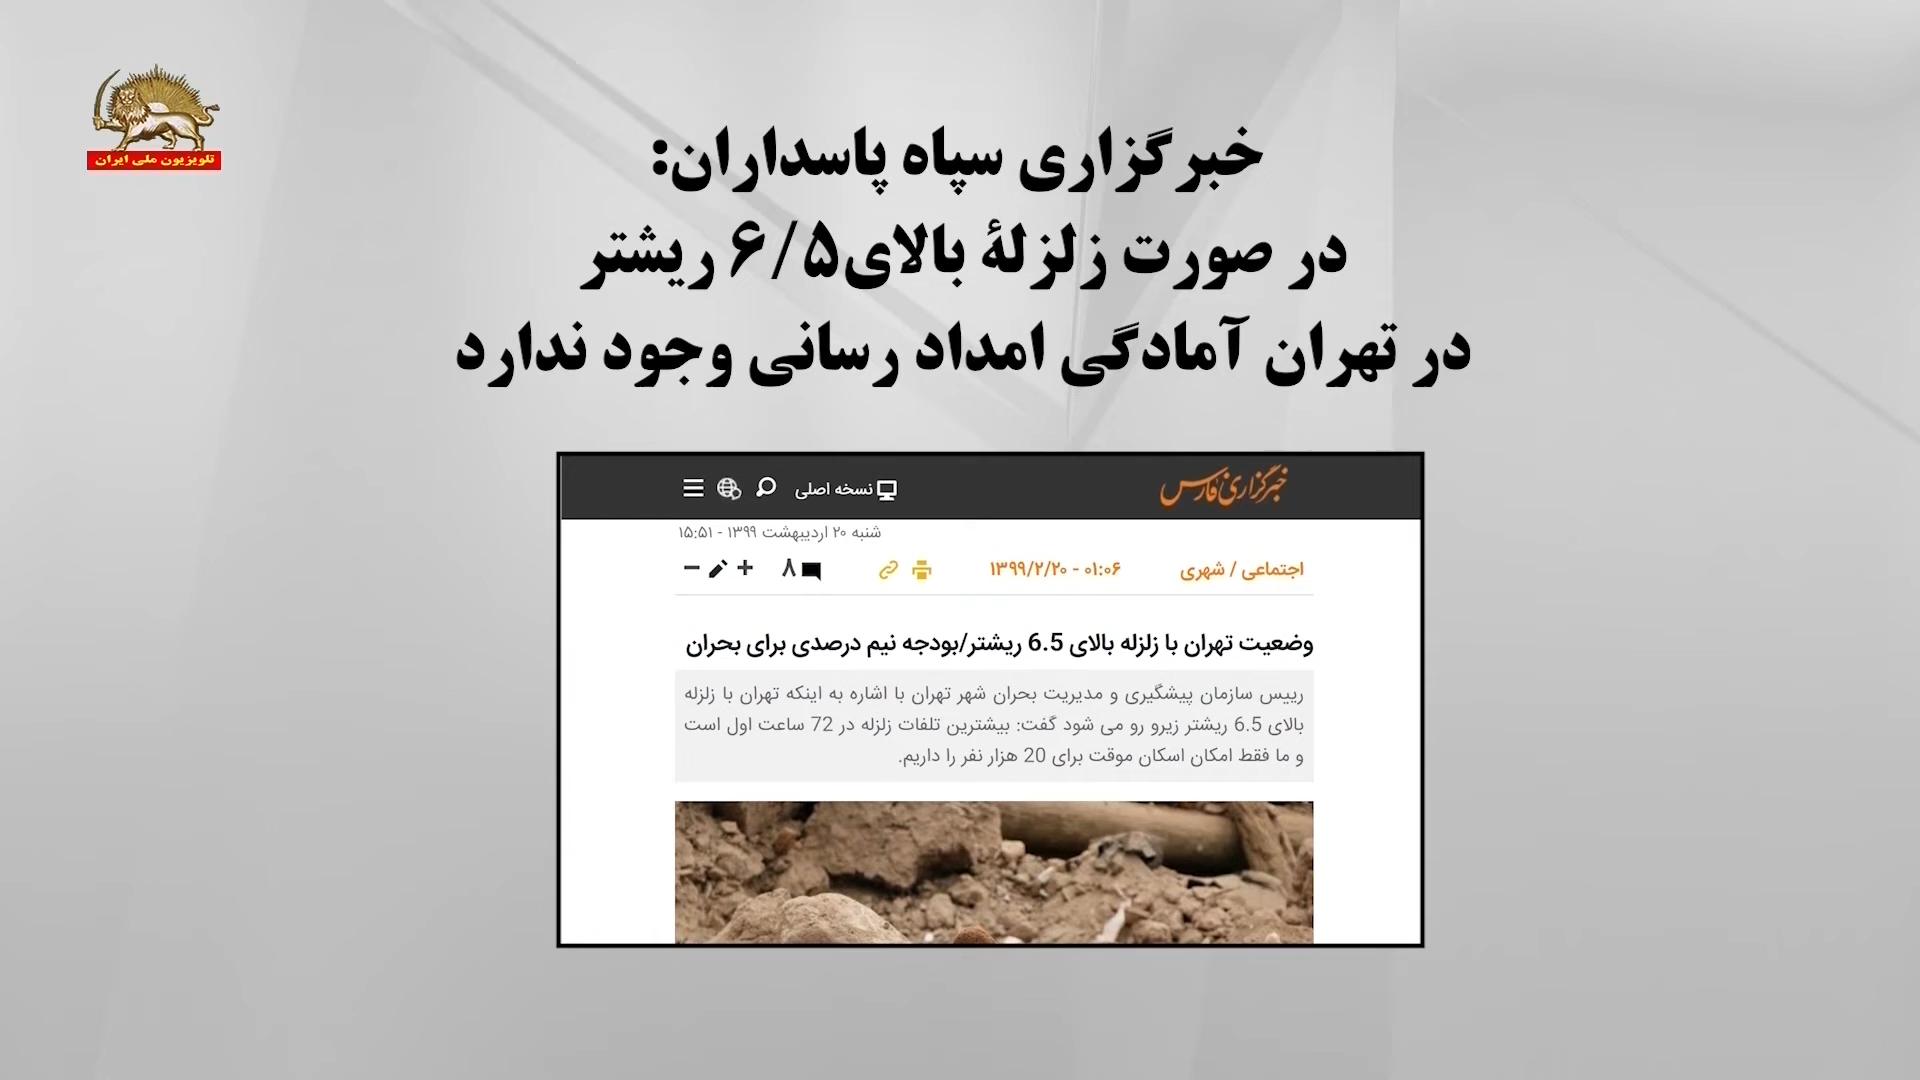 تلویزیون ملی ایران
خبرگزاری سپاه پاسداران:
در صورت زلزلهٔ بالای۶/۵ ریشتر
در تهران آمادگی امداد رسانی وجود ندارد
خبرگزاری فارس
نسخه اصلی
شنبه ۲۰ اردیبهشت ۱۳۹۹ - ۱۵:۵۱
اجتماعی / شهری
۱۳۹۹/۲/۲۰ - ۰۱:۰۶
۸
وضعیت تهران با زلزله بالای 6.5 ریشتر/بودجه نیم درصدی برای بحران
رییس سازمان پیشگیری و مدیریت بحران شهر تهران با اشاره به اینکه تهران با زلزله
بالای 6.5 ریشتر زیرو رو می شود گفت: بیشترین تلفات زلزله در 72 ساعت اول است
و ما فقط امکان اسکان موقت برای 20 هزار نفر را داریم.